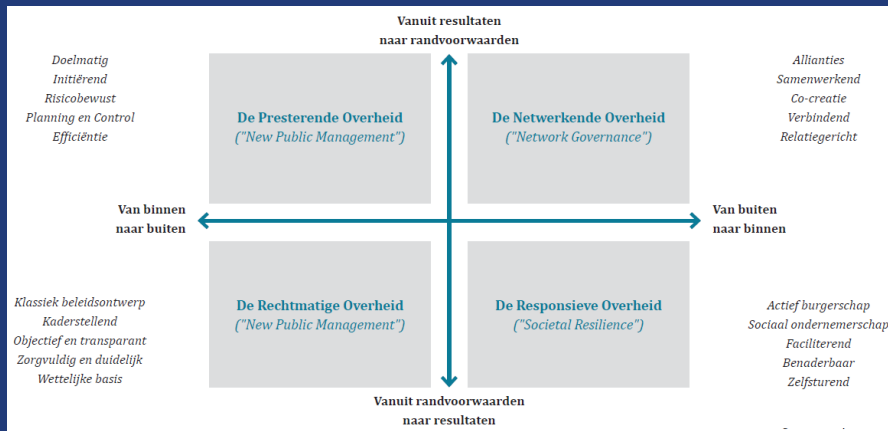 Vanuit resultaten
naar randvoorwaarden
Doelmatig
Initiërend
Risicobewust
Planning en Control
Efficiëntie
De Presterende Overheid
("New Public Management")
De Netwerkende Overheid
("Network Governance")
Allianties
Samenwerkend
Co-creatie
Verbindend
Relatiegericht
Van binnen
naar buiten
Van buiten
naar binnen
Klassiek beleidsontwerp
Kaderstellend
Objectief en transparant
Zorgvuldig en duidelijk
Wettelijke basis
De Rechtmatige Overheid
("New Public Management")
De Responsieve Overheid
("Societal Resilience")
Actief burgerschap
Sociaal ondernemerschap
Faciliterend
Benaderbaar
Zelfsturend
Vanuit randvoorwaarden
naar resultaten